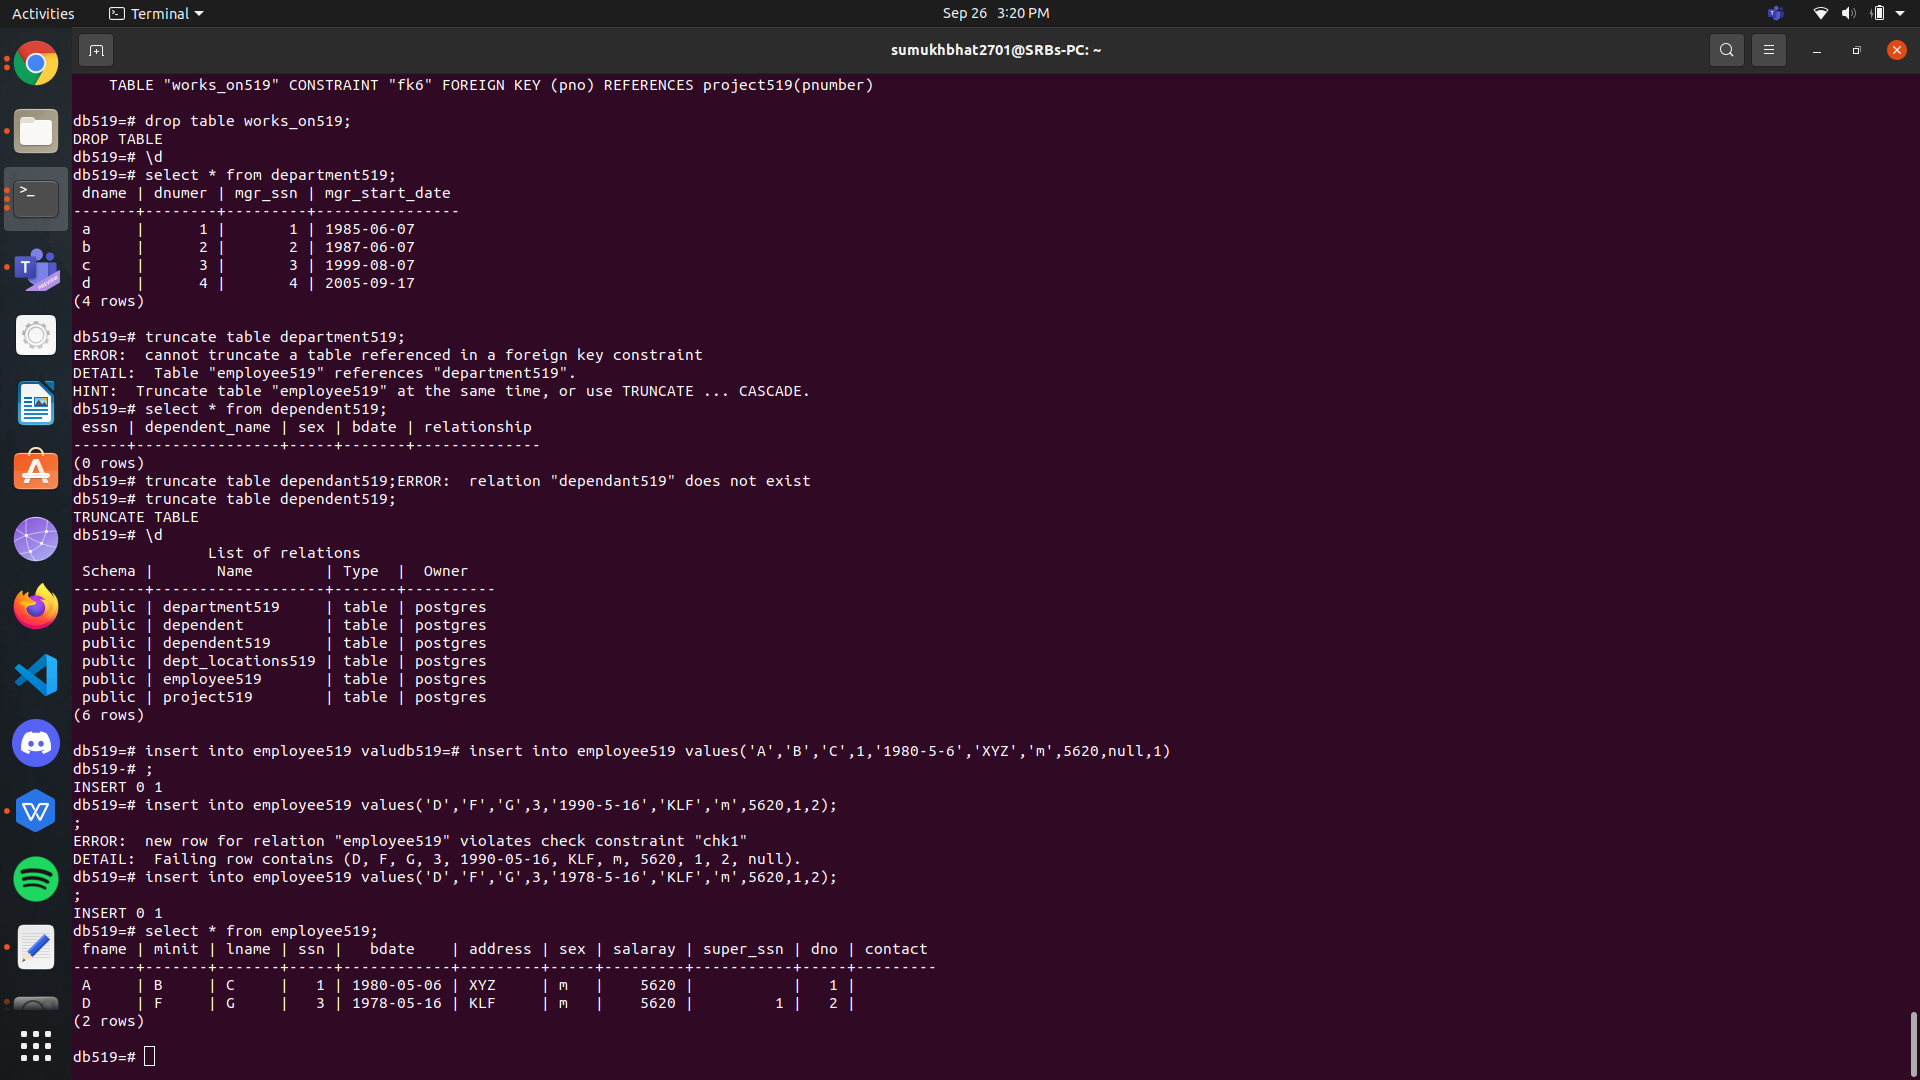 Activities Terminal Sep 26 3:20 PM
sumukhbhat2701@SRBs-PC: ~
    TABLE "works_on519" CONSTRAINT "fk6" FOREIGN KEY (pno) REFERENCES project519(pnumber)

db519=# drop table works_on519;
DROP TABLE
db519=# \d
db519=# select * from department519;
 dname | dnumer | mgr_ssn | mgr_start_date
-------+--------+---------+----------------
 a     |      1 |       1 | 1985-06-07
 b     |      2 |       2 | 1987-06-07
 c     |      3 |       3 | 1999-08-07
 d     |      4 |       4 | 2005-09-17
(4 rows)

db519=# truncate table department519;
ERROR:  cannot truncate a table referenced in a foreign key constraint
DETAIL:  Table "employee519" references "department519".
HINT:  Truncate table "employee519" at the same time, or use TRUNCATE ... CASCADE.
db519=# select * from dependent519;
 essn | dependent_name | sex | bdate | relationship
------+----------------+-----+-------+--------------
(0 rows)
db519=# truncate table dependant519;ERROR:  relation "dependant519" does not exist
db519=# truncate table dependent519;
TRUNCATE TABLE
db519=# \d
               List of relations
 Schema |       Name        | Type  |  Owner
--------+-------------------+-------+----------
 public | department519     | table | postgres
 public | dependent         | table | postgres
 public | dependent519      | table | postgres
 public | dept_locations519 | table | postgres
 public | employee519       | table | postgres
 public | project519        | table | postgres
(6 rows)

db519=# insert into employee519 valudb519=# insert into employee519 values('A','B','C',1,'1980-5-6','XYZ','m',5620,null,1)
db519-# ;
INSERT 0 1
db519=# insert into employee519 values('D','F','G',3,'1990-5-16','KLF','m',5620,1,2);
;
ERROR:  new row for relation "employee519" violates check constraint "chk1"
DETAIL:  Failing row contains (D, F, G, 3, 1990-05-16, KLF, m, 5620, 1, 2, null).
db519=# insert into employee519 values('D','F','G',3,'1978-5-16','KLF','m',5620,1,2);
;
INSERT 0 1
db519=# select * from employee519;
 fname | minit | lname | ssn |   bdate    | address | sex | salaray | super_ssn | dno | contact
-------+-------+-------+-----+------------+---------+-----+---------+-----------+-----+---------
 A     | B     | C     |   1 | 1980-05-06 | XYZ     | m   |    5620 |           |   1 |
 D     | F     | G     |   3 | 1978-05-16 | KLF     | m   |    5620 |         1 |   2 |
(2 rows)

db519=#